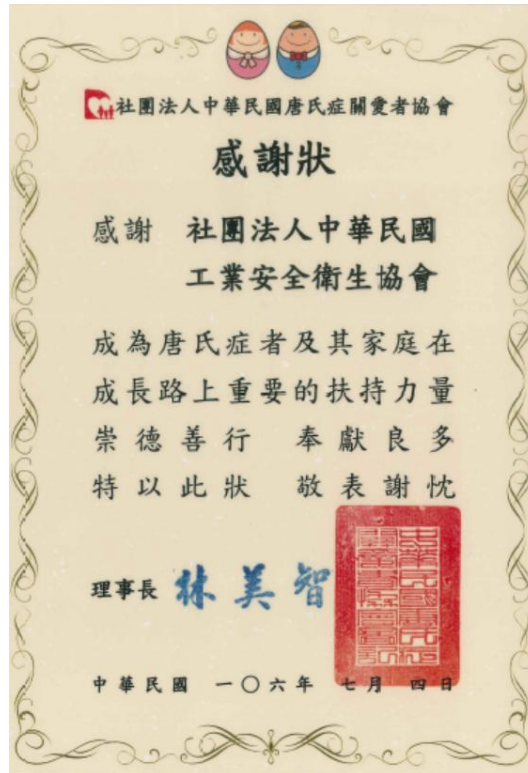 社團法人中華民國唐氏症關愛者協會
感謝狀
感謝 社團法人中華民國
工業安全衛生協會
成為唐氏症者及其家庭在
成長路上重要的扶持力量
崇德善行 奉獻良多
特以此狀 敬表謝忱
理事長 林美智
中華民國 一〇六年 七月 四日